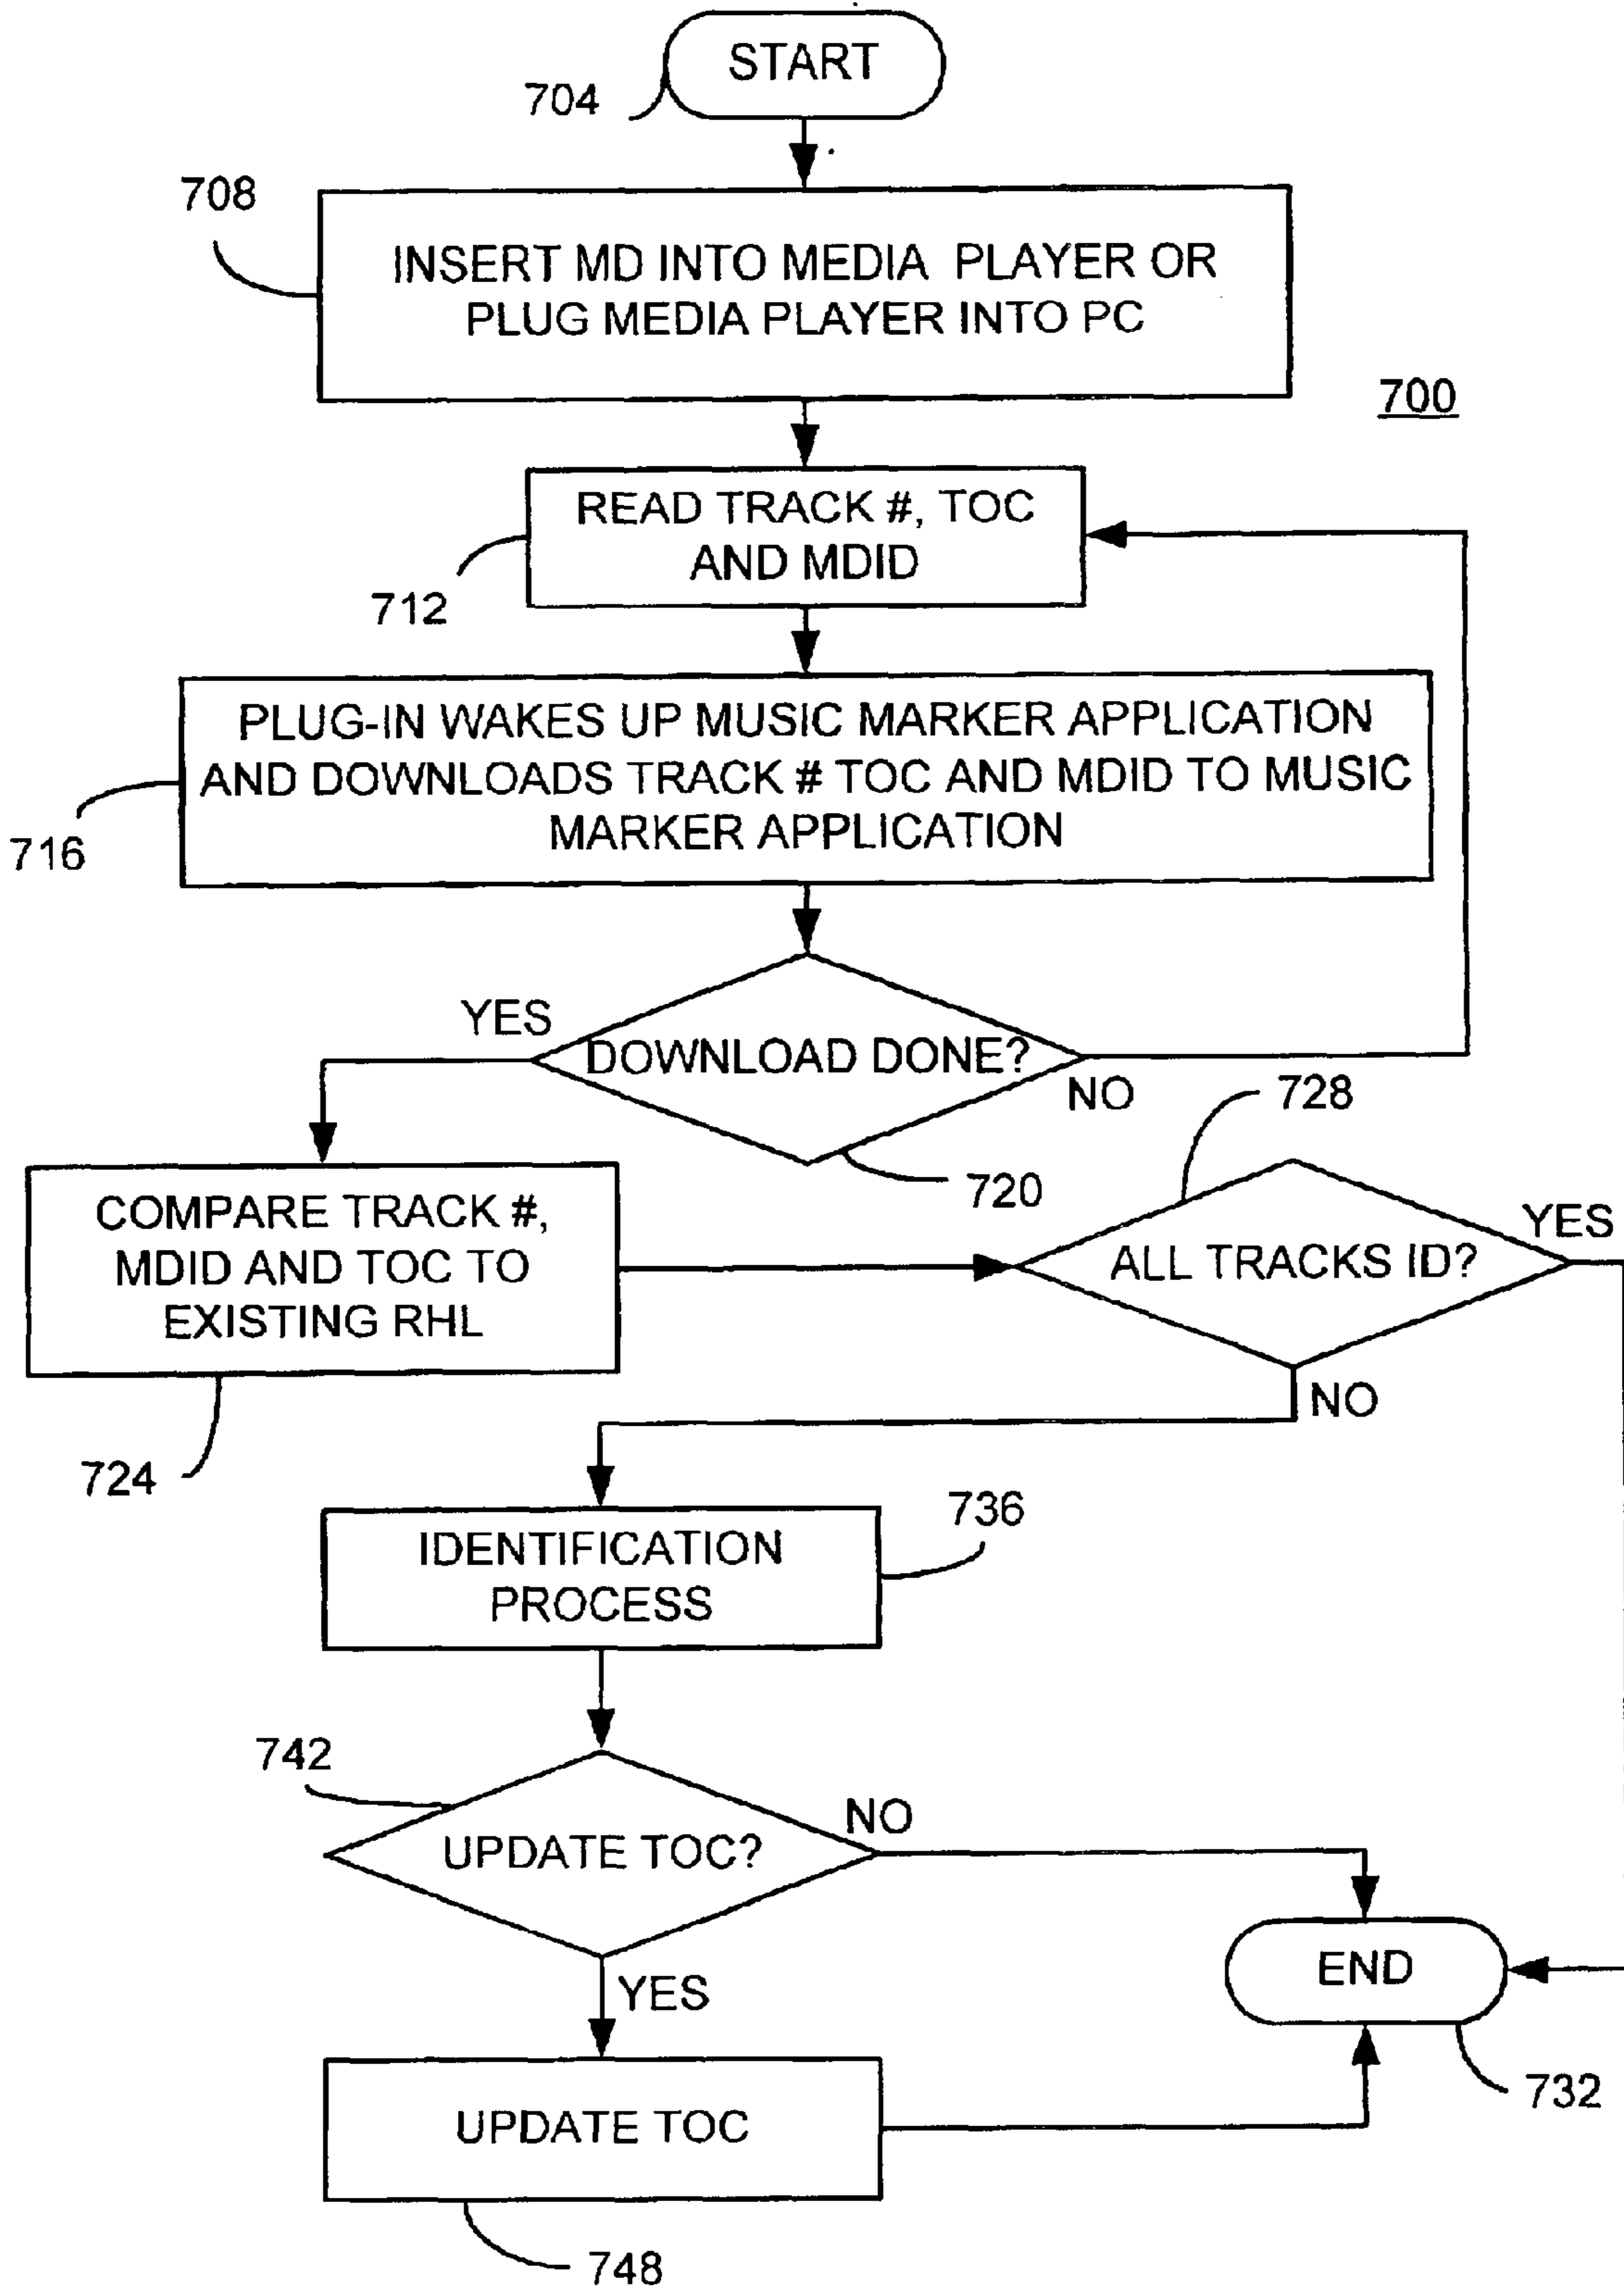 START
704
708
INSERT MD INTO MEDIA PLAYER OR
PLUG MEDIA PLAYER INTO PC
700
READ TRACK #, TOC
AND MDID
712
PLUG-IN WAKES UP MUSIC MARKER APPLICATION
AND DOWNLOADS TRACK # TOC AND MDID TO MUSIC
MARKER APPLICATION
716
YES
DOWNLOAD DONE?
NO
728
720
COMPARE TRACK #,
MDID AND TOC TO
EXISTING RHL
YES
ALL TRACKS ID?
NO
724
736
IDENTIFICATION
PROCESS
742
NO
UPDATE TOC?
END
YES
732
UPDATE TOC
748